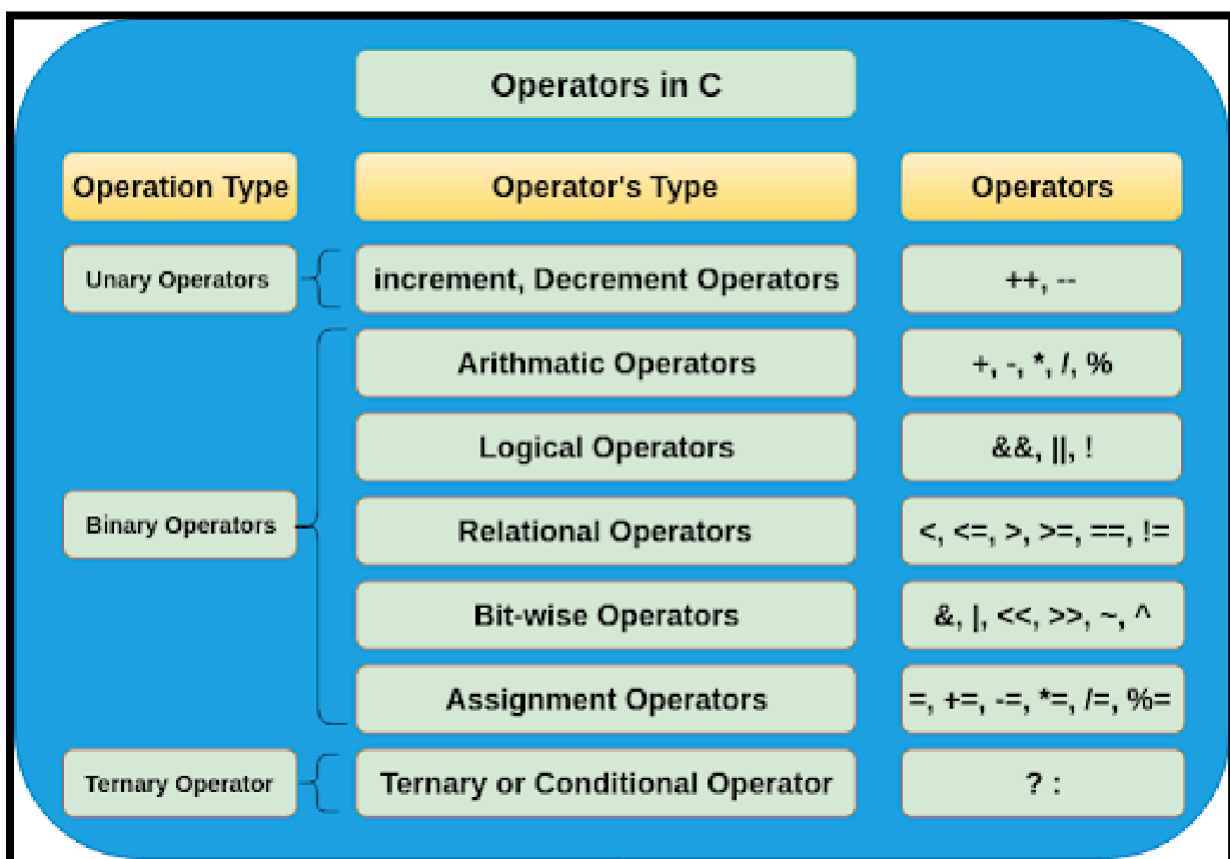 Operators in C
Operation Type Operator's Type Operators
Unary Operators increment, Decrement Operators ++, --
Arithmatic Operators +, -, *, /, %
Logical Operators &&, ||, !
Relational Operators <, <=, >, >=, ==, !=
Binary Operators
Bit-wise Operators &, |, <<, >>, ~, ^
Assignment Operators =, +=, -=, *=, /=, %=
Ternary Operator Ternary or Conditional Operator ? :